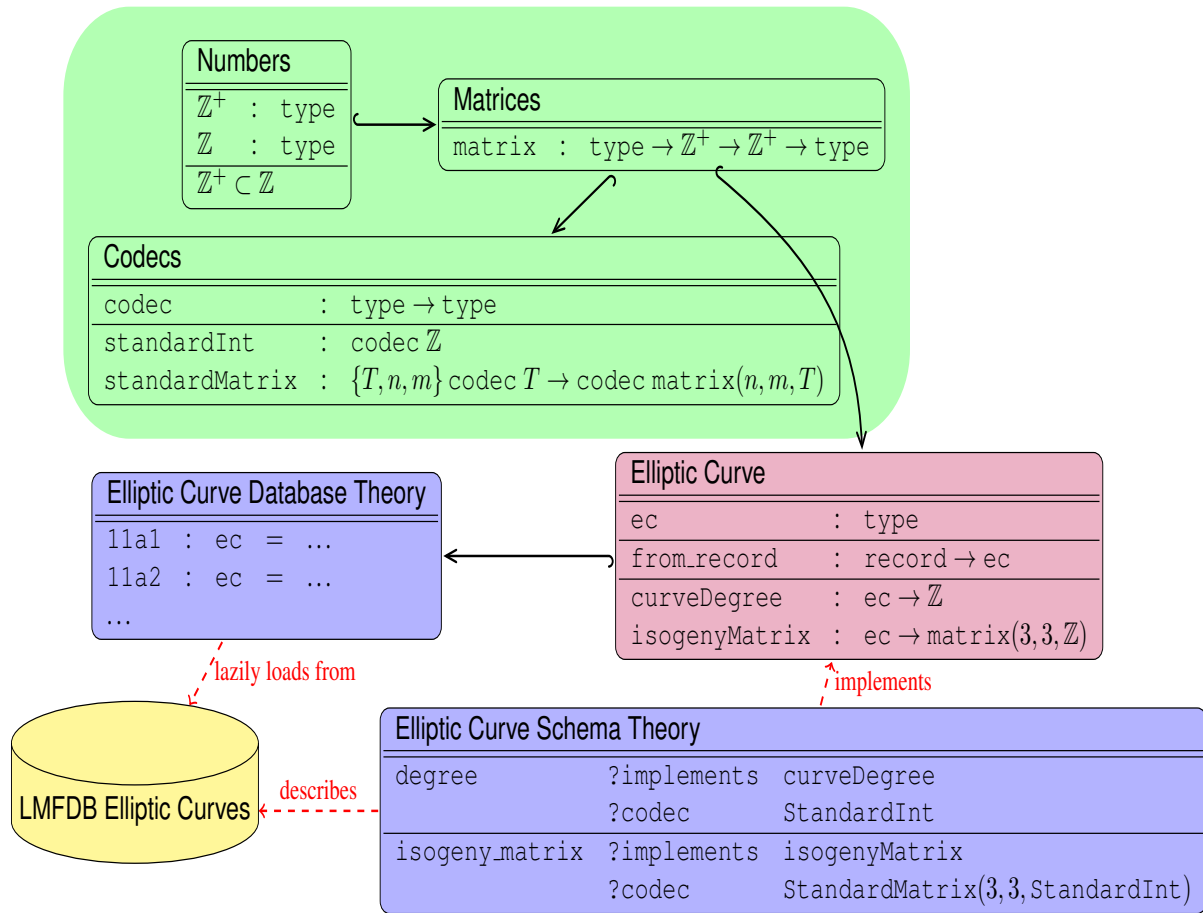 Numbers
ℤ⁺ : type
ℤ : type
ℤ⁺ ⊂ ℤ
Matrices
matrix : type → ℤ⁺ → ℤ⁺ → type
Codecs
codec : type → type
standardInt : codec ℤ
standardMatrix : {T, n, m} codec T → codec matrix(n, m, T)
Elliptic Curve Database Theory
11a1 : ec = ...
11a2 : ec = ...
...
Elliptic Curve
ec : type
from_record : record → ec
curveDegree : ec → ℤ
isogenyMatrix : ec → matrix(3,3,ℤ)
lazily loads from
implements
LMFDB Elliptic Curves
describes
Elliptic Curve Schema Theory
degree ?implements curveDegree
?codec StandardInt
isogeny_matrix ?implements isogenyMatrix
?codec StandardMatrix(3,3,StandardInt)